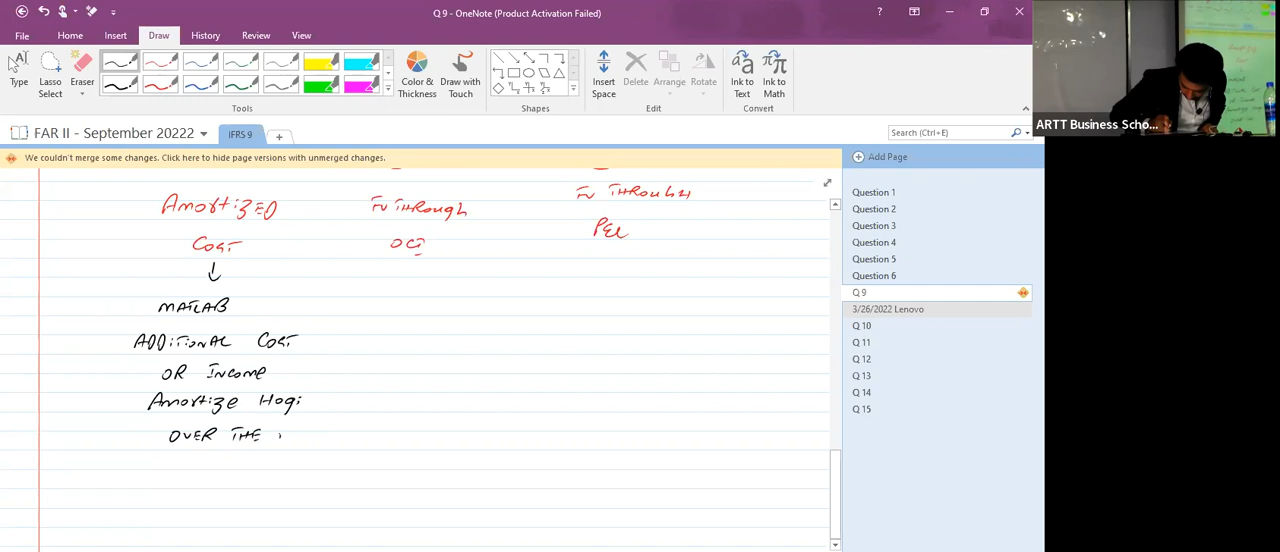 Q 9 - OneNote (Product Activation Failed)
File Home Insert Draw History Review View
Type Lasso Select Eraser Color & Thickness Draw with Touch Insert Space Delete Arrange Rotate Ink to Text Ink to Math
Tools Shapes Edit Convert
FAR II - September 20222 IFRS 9 Search (Ctrl+E)
We couldn't merge some changes. Click here to hide page versions with unmerged changes.
Add Page
Question 1
Question 2
Question 3
Question 4
Question 5
Question 6
Q 9
3/26/2022 Lenovo
Q 10
Q 11
Q 12
Q 13
Q 14
Q 15
AMORTIZED COST
FV THROUGH OCI
FV THROUGH P&L
MATLAB
ADDITIONAL COST
OR INCOME
AMORTIZE HOGI
OVER THE
ARTT Business Scho...